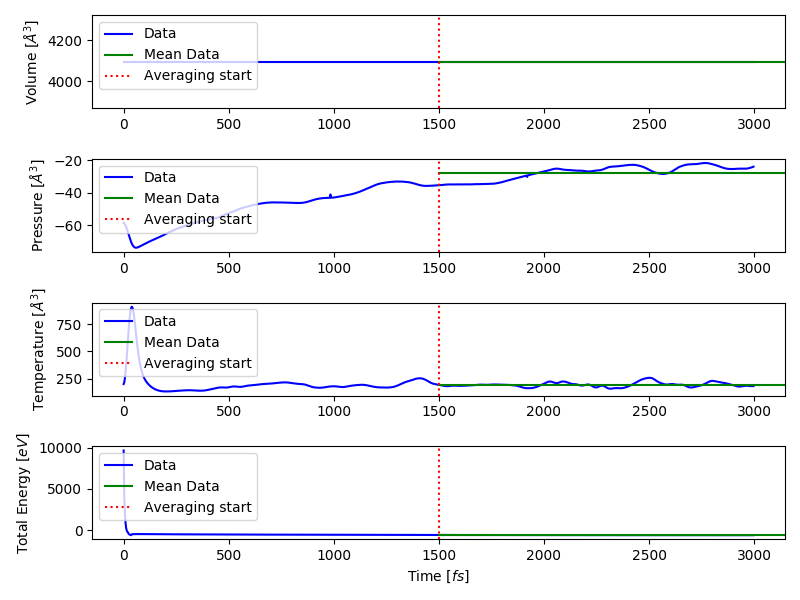 Volume [Å³]
4200
4000
Data
Mean Data
Averaging start
0 500 1000 1500 2000 2500 3000
Pressure [Å³]
−20
−40
−60
Data
Mean Data
Averaging start
0 500 1000 1500 2000 2500 3000
Temperature [Å³]
750
500
250
Data
Mean Data
Averaging start
0 500 1000 1500 2000 2500 3000
Total Energy [eV]
10000
5000
0
Data
Mean Data
Averaging start
0 500 1000 1500 2000 2500 3000
Time [fs]